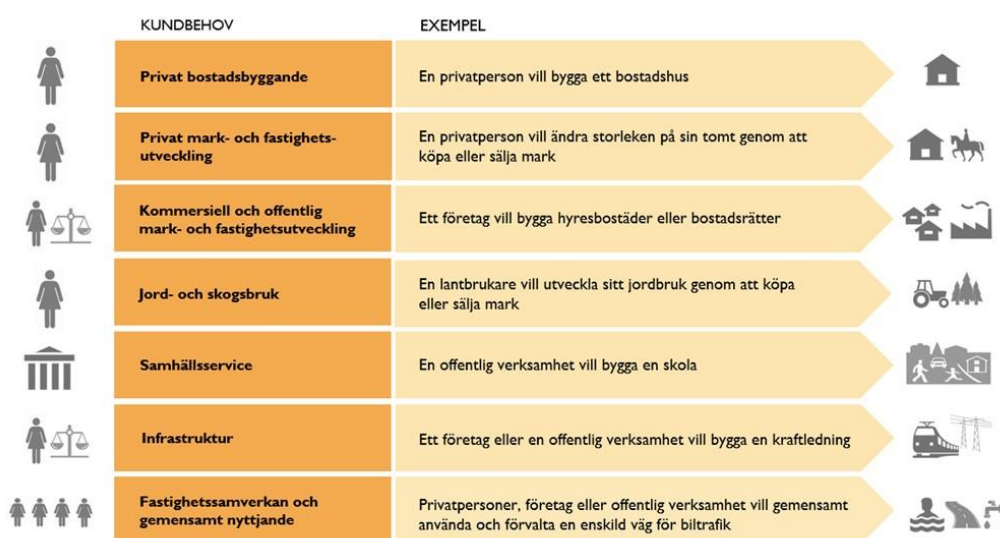 KUNDBEHOV
EXEMPEL
Privat bostadsbyggande
En privatperson vill bygga ett bostadshus
Privat mark- och fastighets-
utveckling
En privatperson vill ändra storleken på sin tomt genom att
köpa eller sälja mark
Kommersiell och offentlig
mark- och fastighetsutveckling
Ett företag vill bygga hyresbostäder eller bostadsrätter
Jord- och skogsbruk
En lantbrukare vill utveckla sitt jordbruk genom att köpa
eller sälja mark
Samhällsservice
En offentlig verksamhet vill bygga en skola
Infrastruktur
Ett företag eller en offentlig verksamhet vill bygga en kraftledning
Fastighetssamverkan och
gemensamt nyttjande
Privatpersoner, företag eller offentlig verksamhet vill gemensamt
använda och förvalta en enskild väg för biltrafik